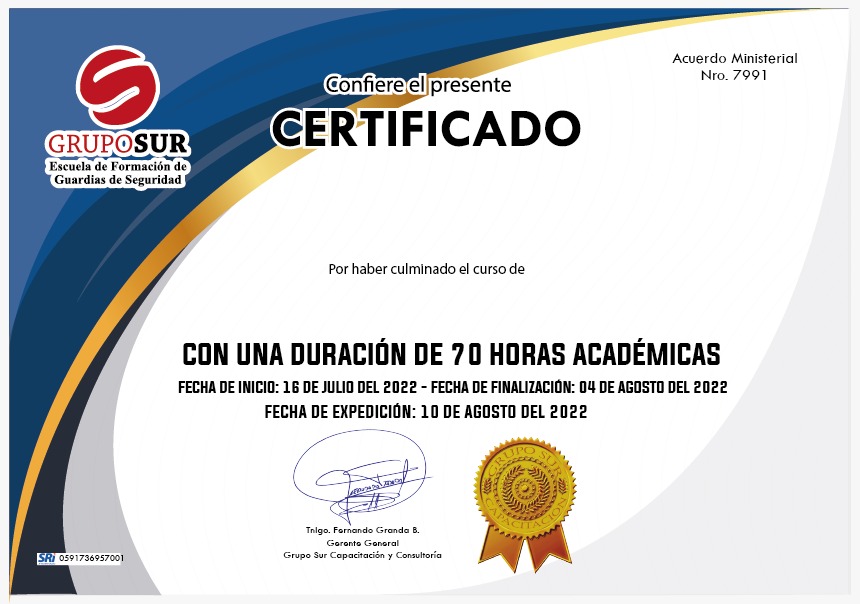 GRUPOSUR
Escuela de Formación de
Guardias de Seguridad
Acuerdo Ministerial
Nro. 7991
Confiere el presente
CERTIFICADO
Por haber culminado el curso de
CON UNA DURACIÓN DE 70 HORAS ACADÉMICAS
FECHA DE INICIO: 16 DE JULIO DEL 2022 - FECHA DE FINALIZACIÓN: 04 DE AGOSTO DEL 2022
FECHA DE EXPEDICIÓN: 10 DE AGOSTO DEL 2022
GRUPO SUR
CAPACITACIÓN
Tnlgo. Fernando Granda B.
Gerente General
Grupo Sur Capacitación y Consultoría
SRi 0591736957001